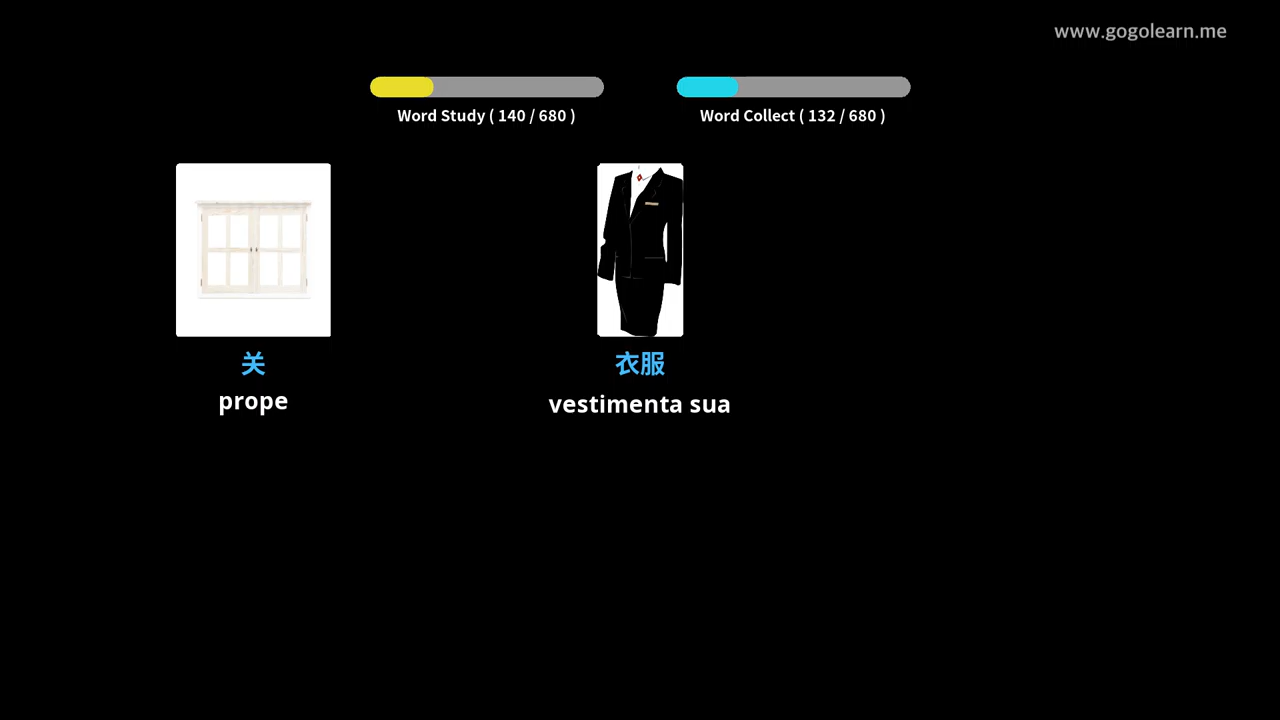 www.gogolearn.me
Word Study ( 140 / 680 )
Word Collect ( 132 / 680 )
关
prope
衣服
vestimenta sua